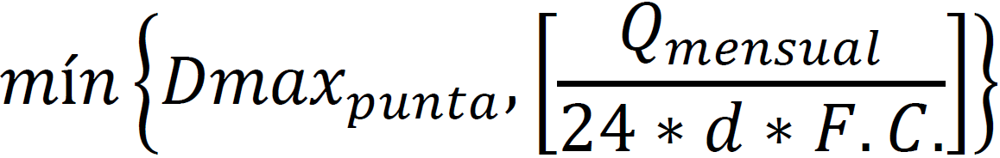 mín {Dmax_punta, [Q_mensual / 24 * d * F.C.]}